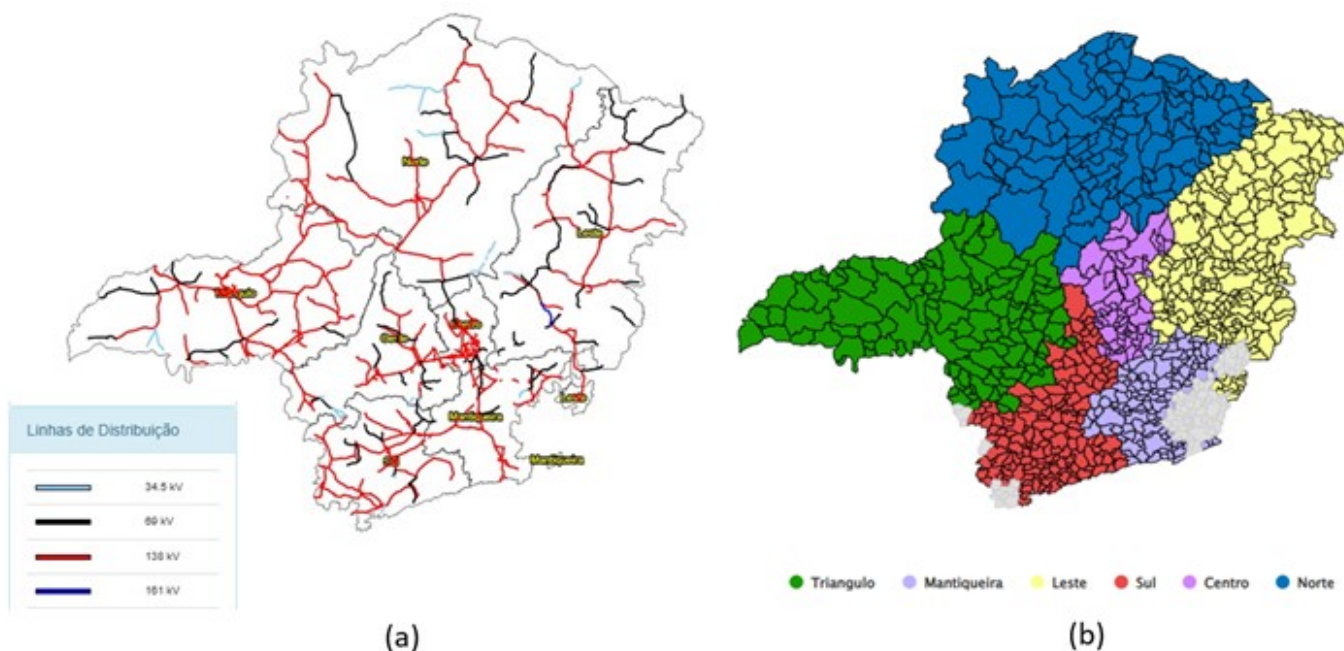 Norte
Leste
Triangulo
Centro
Leste
Mantiqueira
Sul
Mantiqueira
Linhas de Distribuição
34.5 kV
69 kV
138 kV
161 kV
(a)
Triangulo Mantiqueira Leste Sul Centro Norte
(b)